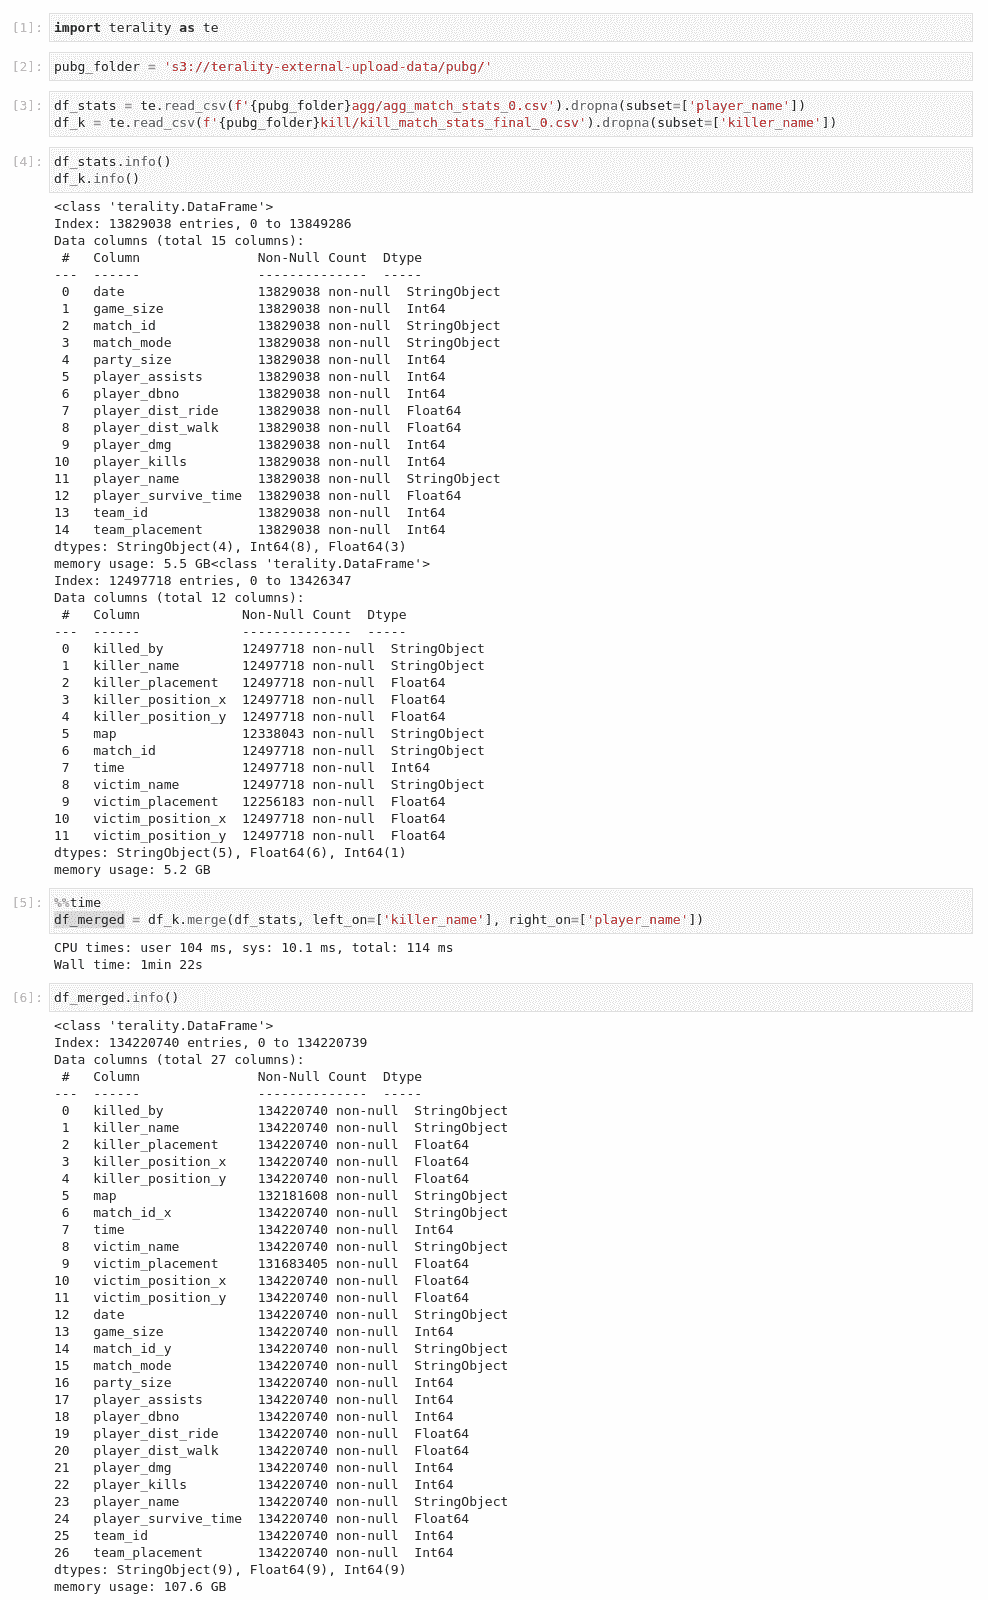 [1]: import terality as te
[2]: pubg_folder = 's3://terality-external-upload-data/pubg/'
[3]: df_stats = te.read_csv(f'{pubg_folder}agg/agg_match_stats_0.csv').dropna(subset=['player_name'])
df_k = te.read_csv(f'{pubg_folder}kill/kill_match_stats_final_0.csv').dropna(subset=['killer_name'])
[4]: df_stats.info()
df_k.info()
<class 'terality.DataFrame'>
Index: 13829038 entries, 0 to 13849286
Data columns (total 15 columns):
 #   Column               Non-Null Count  Dtype
---  ------               --------------  -----
 0   date                 13829038 non-null  StringObject
 1   game_size            13829038 non-null  Int64
 2   match_id             13829038 non-null  StringObject
 3   match_mode           13829038 non-null  StringObject
 4   party_size           13829038 non-null  Int64
 5   player_assists       13829038 non-null  Int64
 6   player_dbno          13829038 non-null  Int64
 7   player_dist_ride     13829038 non-null  Float64
 8   player_dist_walk     13829038 non-null  Float64
 9   player_dmg           13829038 non-null  Int64
10   player_kills         13829038 non-null  Int64
11   player_name          13829038 non-null  StringObject
12   player_survive_time  13829038 non-null  Float64
13   team_id              13829038 non-null  Int64
14   team_placement       13829038 non-null  Int64
dtypes: StringObject(4), Int64(8), Float64(3)
memory usage: 5.5 GB<class 'terality.DataFrame'>
Index: 12497718 entries, 0 to 13426347
Data columns (total 12 columns):
 #   Column             Non-Null Count  Dtype
---  ------             --------------  -----
 0   killed_by          12497718 non-null  StringObject
 1   killer_name        12497718 non-null  StringObject
 2   killer_placement   12497718 non-null  Float64
 3   killer_position_x  12497718 non-null  Float64
 4   killer_position_y  12497718 non-null  Float64
 5   map                12338043 non-null  StringObject
 6   match_id           12497718 non-null  StringObject
 7   time               12497718 non-null  Int64
 8   victim_name        12497718 non-null  StringObject
 9   victim_placement   12256183 non-null  Float64
10   victim_position_x  12497718 non-null  Float64
11   victim_position_y  12497718 non-null  Float64
dtypes: StringObject(5), Float64(6), Int64(1)
memory usage: 5.2 GB
[5]: %%time
df_merged = df_k.merge(df_stats, left_on=['killer_name'], right_on=['player_name'])
CPU times: user 104 ms, sys: 10.1 ms, total: 114 ms
Wall time: 1min 22s
[6]: df_merged.info()
<class 'terality.DataFrame'>
Index: 134220740 entries, 0 to 134220739
Data columns (total 27 columns):
 #   Column               Non-Null Count  Dtype
---  ------               --------------  -----
 0   killed_by            134220740 non-null  StringObject
 1   killer_name          134220740 non-null  StringObject
 2   killer_placement     134220740 non-null  Float64
 3   killer_position_x    134220740 non-null  Float64
 4   killer_position_y    134220740 non-null  Float64
 5   map                  132181608 non-null  StringObject
 6   match_id_x           134220740 non-null  StringObject
 7   time                 134220740 non-null  Int64
 8   victim_name          134220740 non-null  StringObject
 9   victim_placement     131683405 non-null  Float64
10   victim_position_x    134220740 non-null  Float64
11   victim_position_y    134220740 non-null  Float64
12   date                 134220740 non-null  StringObject
13   game_size            134220740 non-null  Int64
14   match_id_y           134220740 non-null  StringObject
15   match_mode           134220740 non-null  StringObject
16   party_size           134220740 non-null  Int64
17   player_assists       134220740 non-null  Int64
18   player_dbno          134220740 non-null  Int64
19   player_dist_ride     134220740 non-null  Float64
20   player_dist_walk     134220740 non-null  Float64
21   player_dmg           134220740 non-null  Int64
22   player_kills         134220740 non-null  Int64
23   player_name          134220740 non-null  StringObject
24   player_survive_time  134220740 non-null  Float64
25   team_id              134220740 non-null  Int64
26   team_placement       134220740 non-null  Int64
dtypes: StringObject(9), Float64(9), Int64(9)
memory usage: 107.6 GB